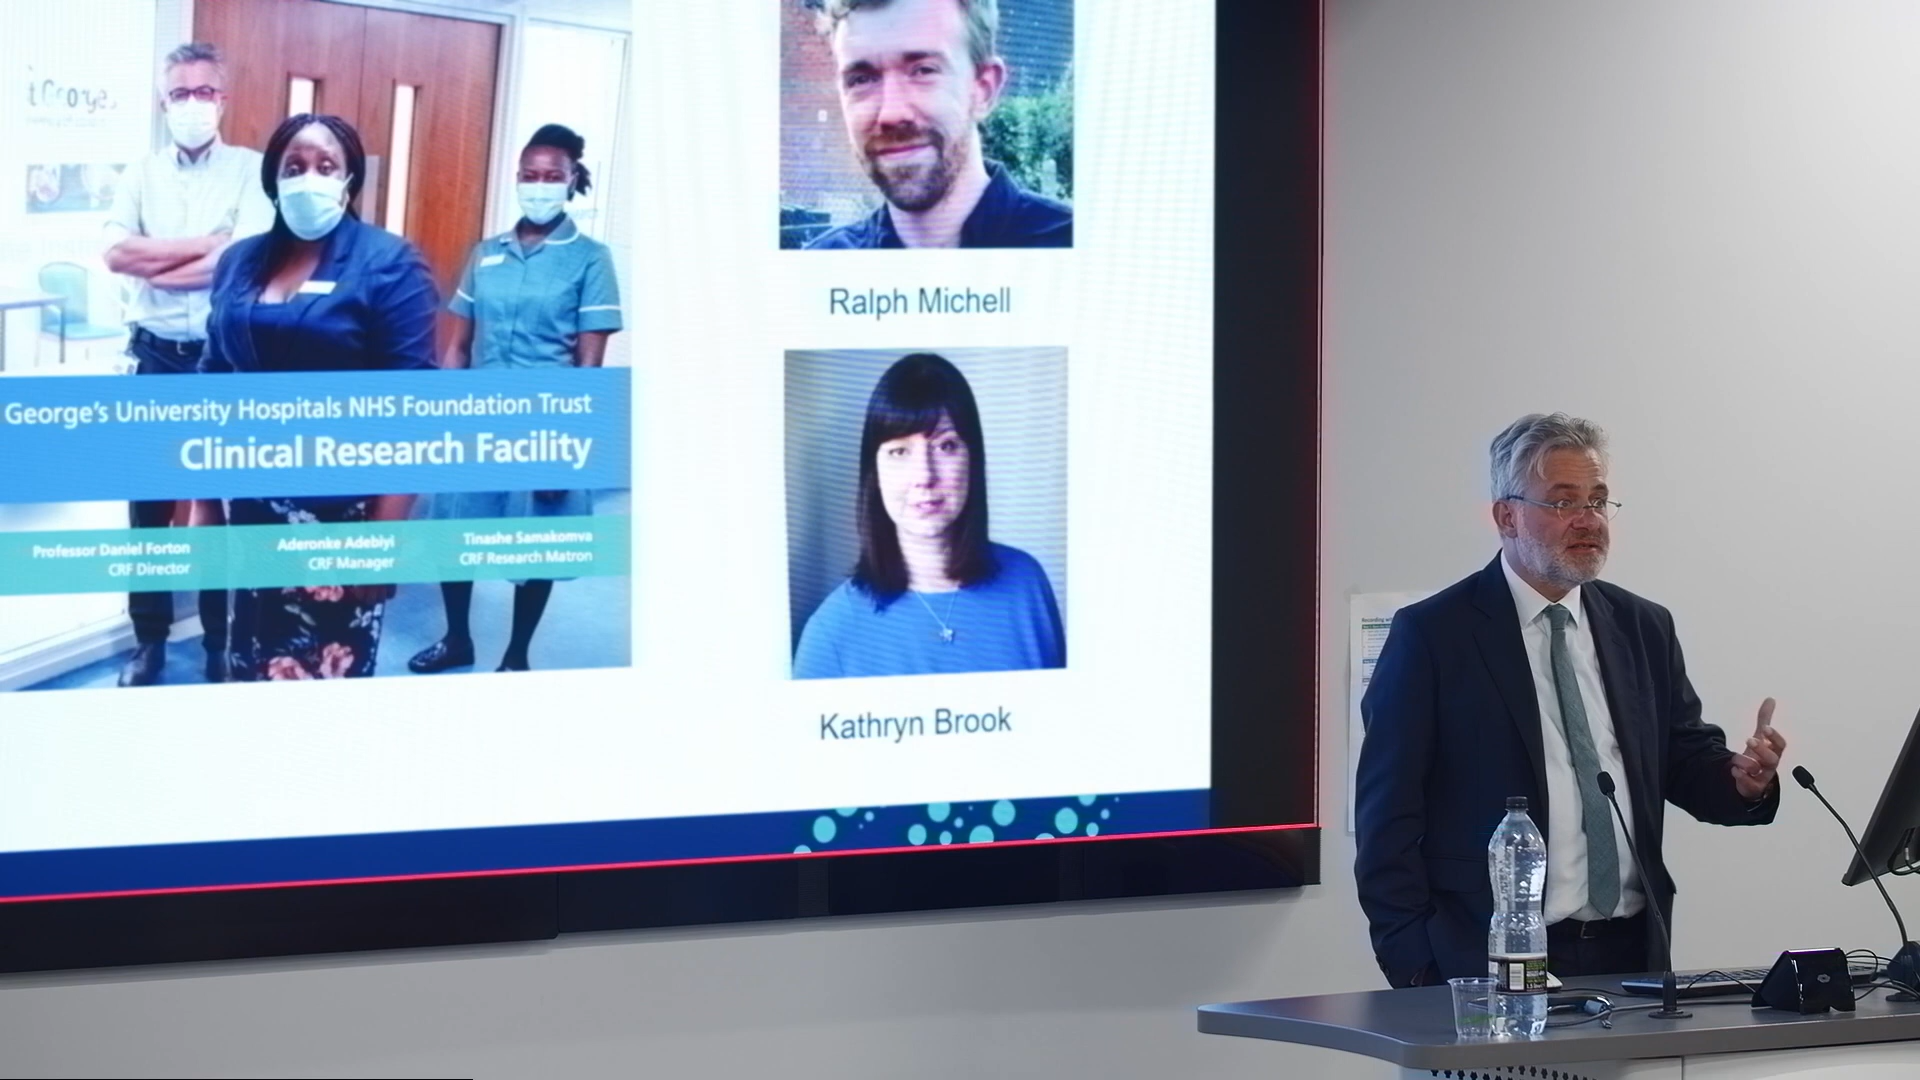 t George's
Ralph Michell
George's University Hospitals NHS Foundation Trust
Clinical Research Facility
Professor Daniel Forton
CRF Director
Aderonke Adebiyi
CRF Manager
Tinashe Samakomva
CRF Research Matron
Kathryn Brook